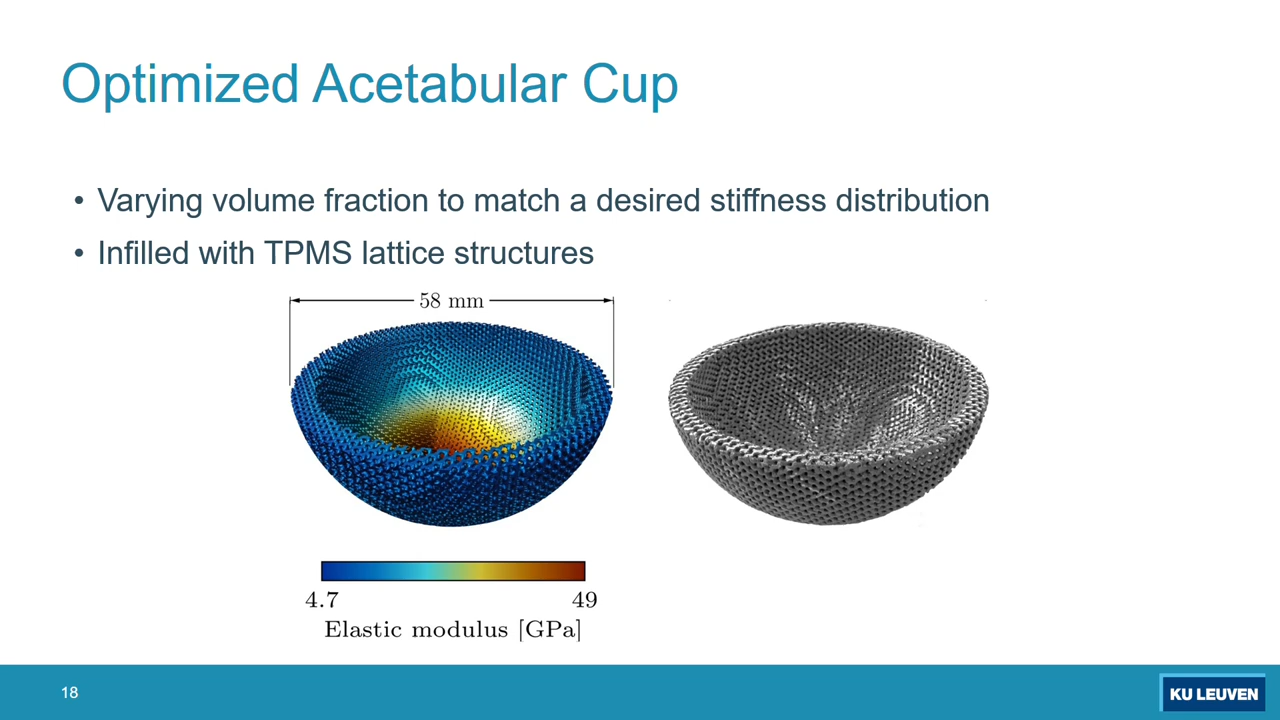 Optimized Acetabular Cup
• Varying volume fraction to match a desired stiffness distribution
• Infilled with TPMS lattice structures
58 mm
4.7 49
Elastic modulus [GPa]
18
KU LEUVEN